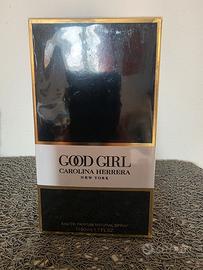 GOOD GIRL
CAROLINA HERRERA
NEW YORK
EAU DE PARFUM NATURAL SPRAY